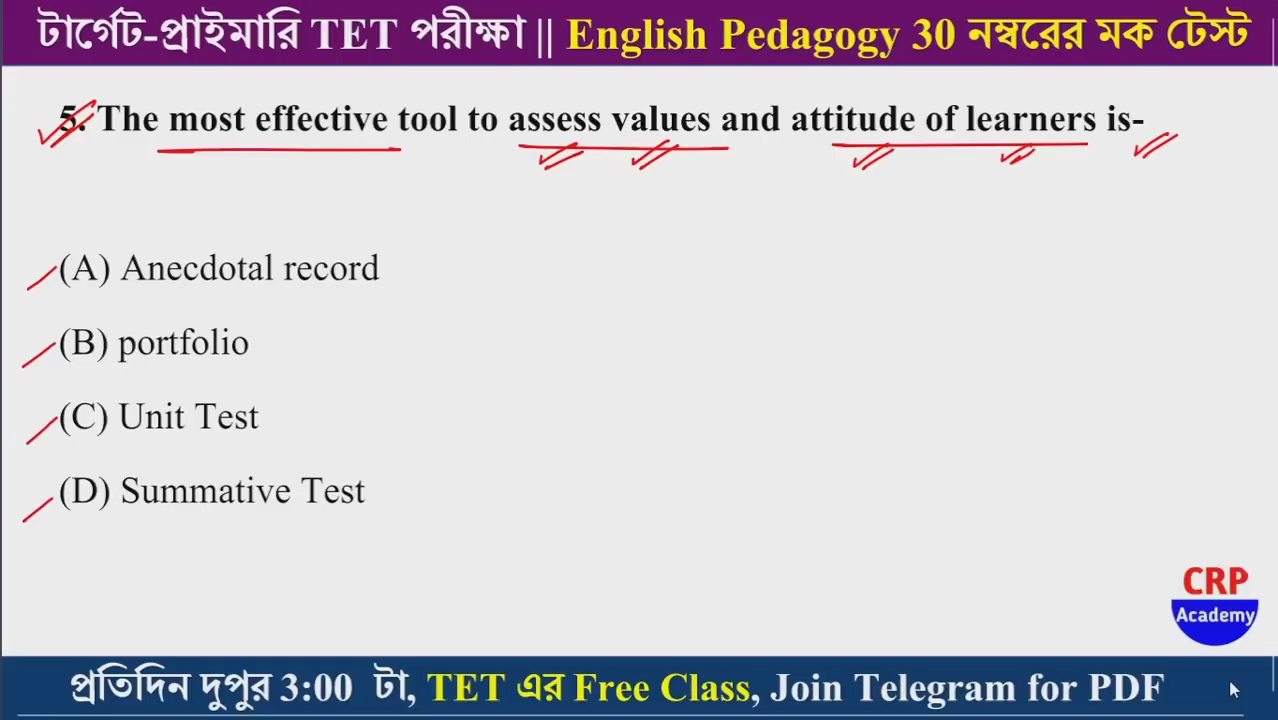 টার্গেট-প্রাইমারি TET পরীক্ষা || English Pedagogy 30 নম্বরের মক টেস্ট
5. The most effective tool to assess values and attitude of learners is-
(A) Anecdotal record
(B) portfolio
(C) Unit Test
(D) Summative Test
CRP
Academy
প্রতিদিন দুপুর 3:00 টা, TET এর Free Class, Join Telegram for PDF